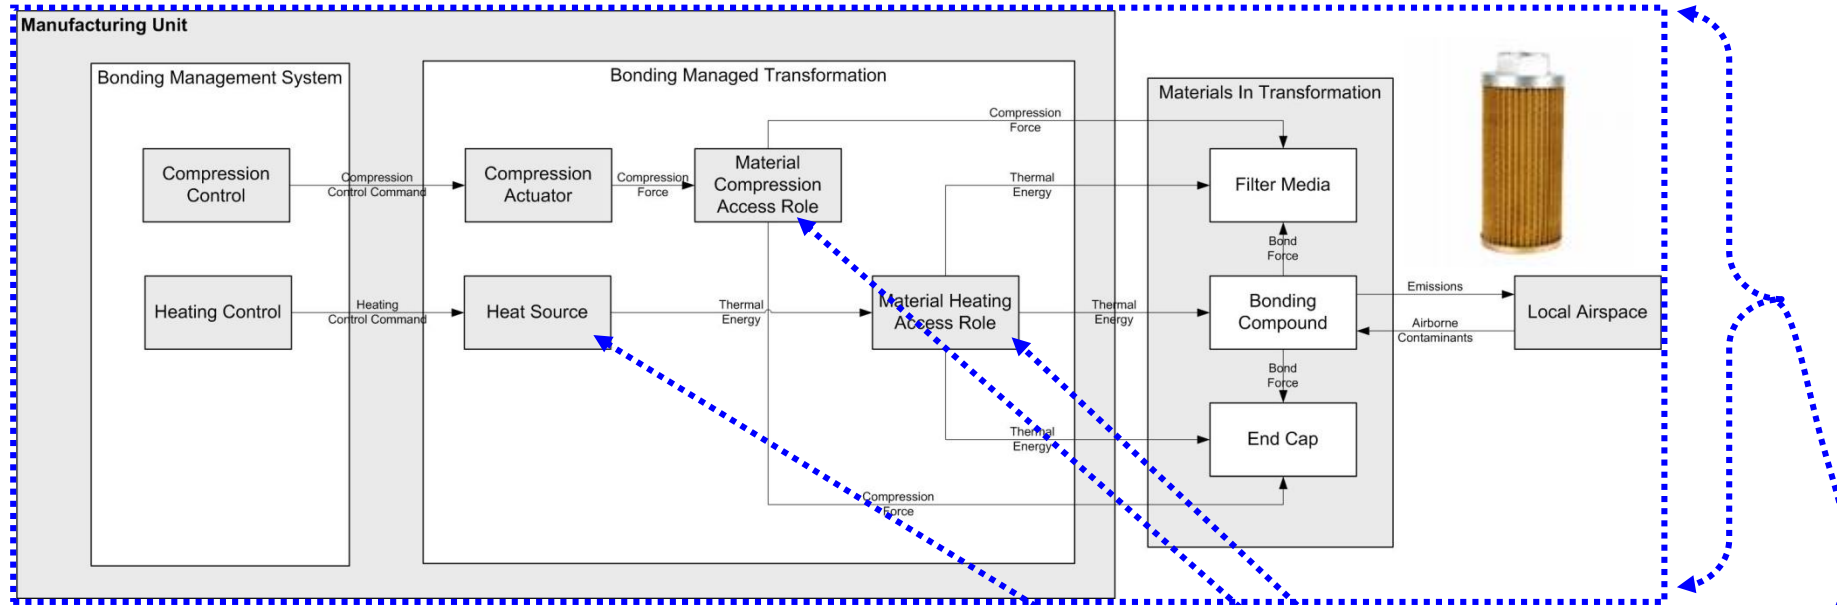 Manufacturing Unit
Bonding Management System
Bonding Managed Transformation
Materials In Transformation
Compression
Force
Compression
Control
Compression
Control Command
Compression
Actuator
Compression
Force
Material
Compression
Access Role
Thermal
Energy
Filter Media
Bond
Force
Heating Control
Heating
Control Command
Heat Source
Thermal
Energy
Material Heating
Access Role
Thermal
Energy
Bonding
Compound
Emissions
Airborne
Contaminants
Local Airspace
Bond
Force
Thermal
Energy
End Cap
Compression
Force